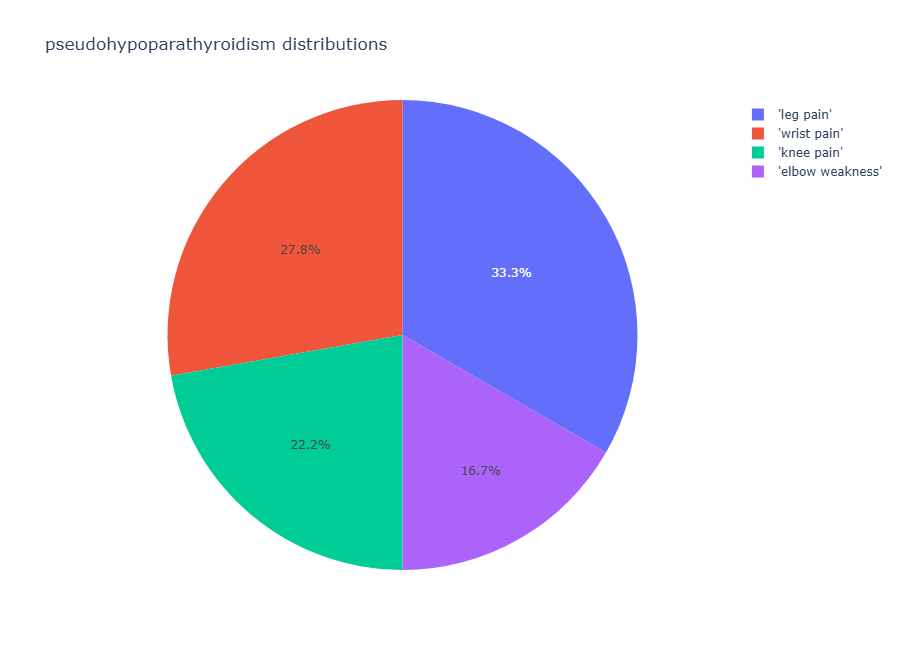 pseudohypoparathyroidism distributions
'leg pain'
'wrist pain'
'knee pain'
'elbow weakness'
27.8%
33.3%
22.2%
16.7%